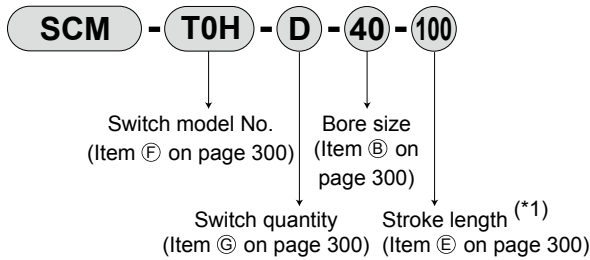 SCM - T0H - D - 40 - 100
Switch model No.
(Item Ⓕ on page 300)
Bore size
(Item Ⓑ on
page 300)
Switch quantity
(Item Ⓖ on page 300)
Stroke length (*1)
(Item Ⓔ on page 300)